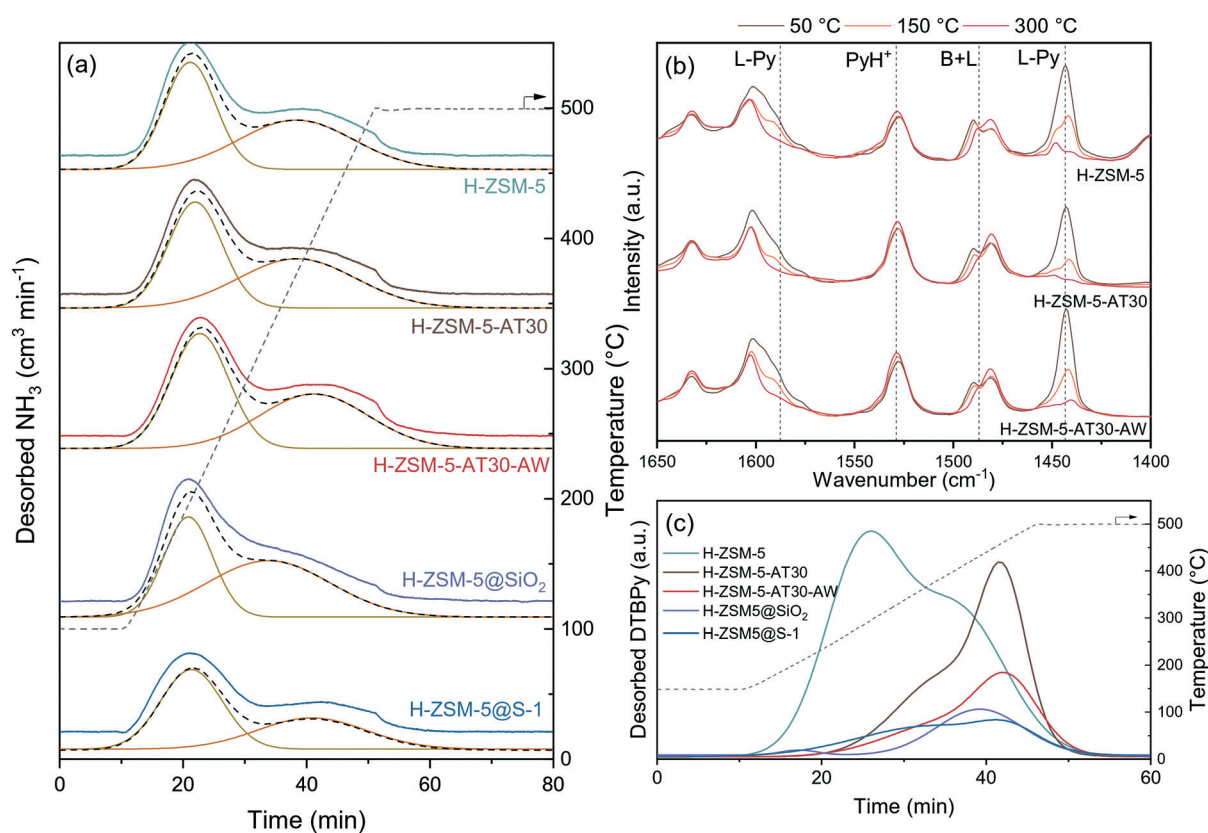 50 °C 150 °C 300 °C
(a)
H-ZSM-5
H-ZSM-5-AT30
H-ZSM-5-AT30-AW
H-ZSM-5@SiO₂
H-ZSM-5@S-1
Desorbed NH₃ (cm³ min⁻¹)
0 20 40 60 80
Time (min)
500
400
300
200
100
0
Temperature (°C)
(b)
L-Py PyH⁺ B+L L-Py
H-ZSM-5
H-ZSM-5-AT30
H-ZSM-5-AT30-AW
Intensity (a.u.)
1650 1600 1550 1500 1450 1400
Wavenumber (cm⁻¹)
(c)
H-ZSM-5
H-ZSM-5-AT30
H-ZSM-5-AT30-AW
H-ZSM5@SiO₂
H-ZSM5@S-1
Desorbed DTBPy (a.u.)
0 20 40 60
Time (min)
500
400
300
200
100
0
Temperature (°C)